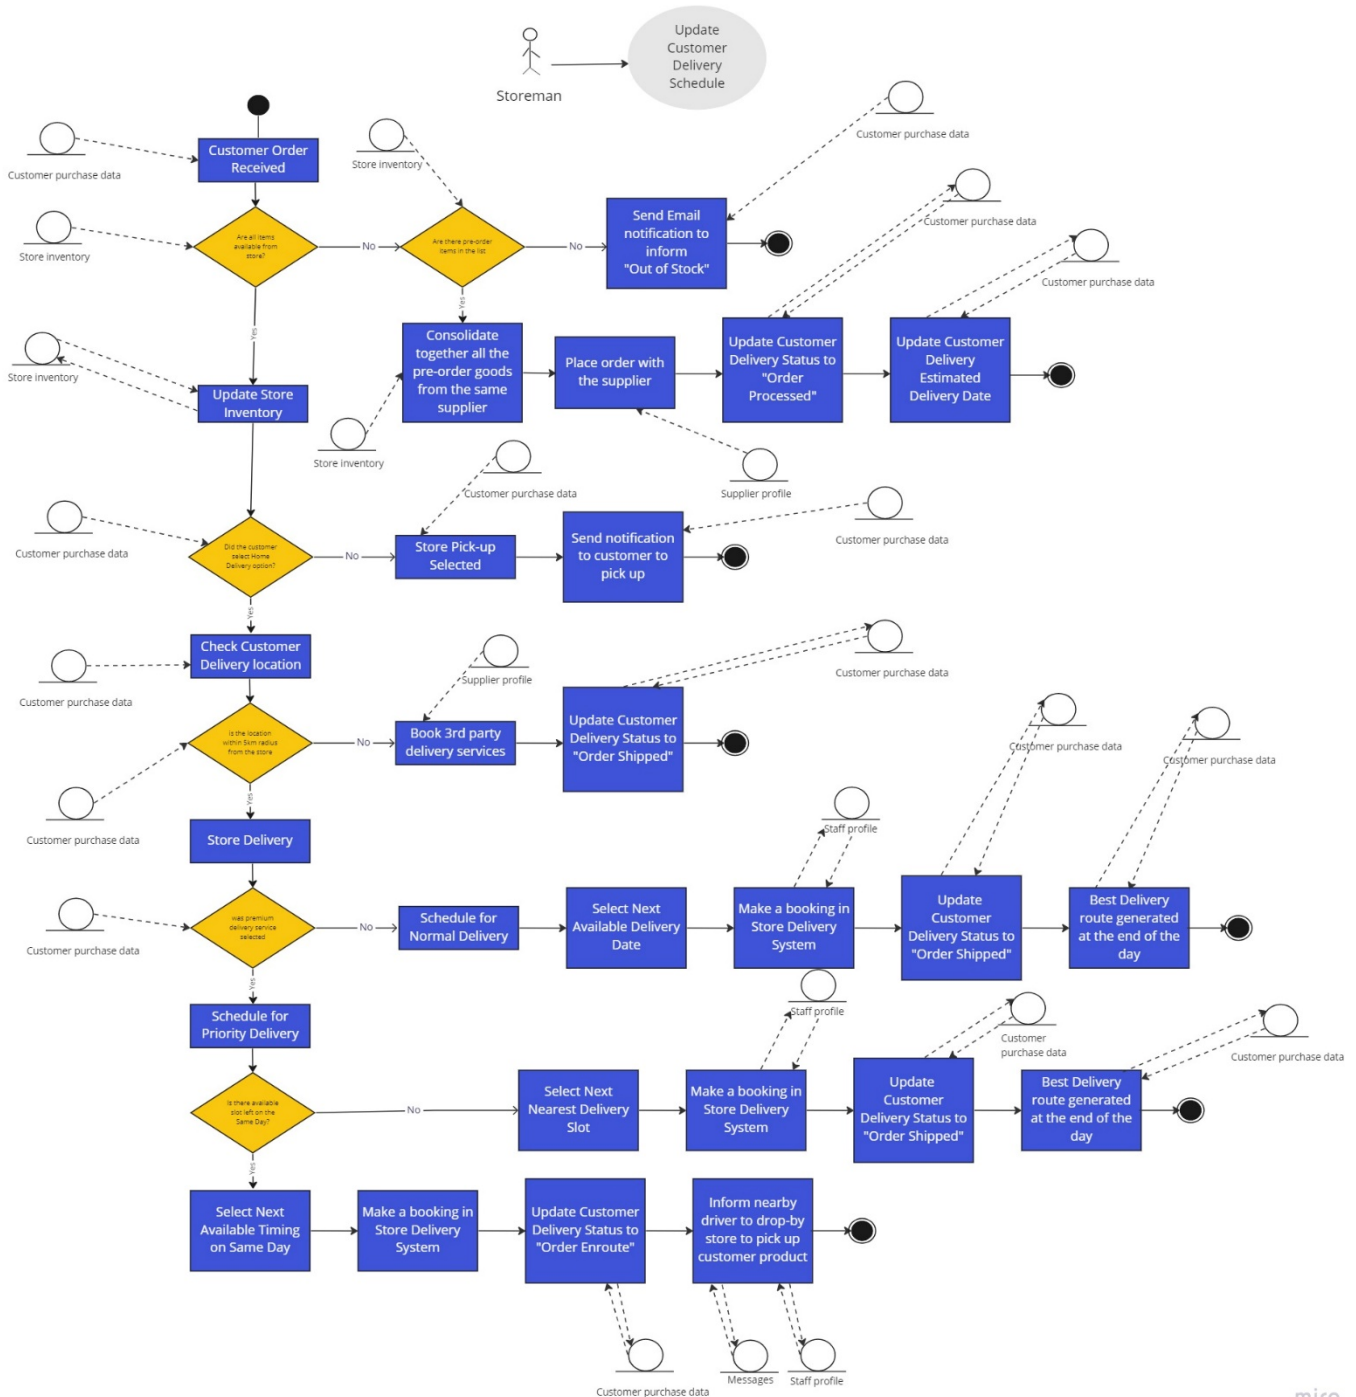 Update
Customer
Delivery
Schedule
Storeman
Customer purchase data
Customer Order
Received
Customer purchase data
Store inventory
Are all items
available from
store?
No
Are there pre-order
items in the list
No
Send Email
notification to
inform
"Out of Stock"
Customer purchase data
Store inventory
Customer purchase data
Yes
Yes
Consolidate
together all the
pre-order goods
from the same
supplier
Place order with
the supplier
Update Customer
Delivery Status to
"Order
Processed"
Update Customer
Delivery
Estimated
Delivery Date
Store inventory
Update Store
Inventory
Store inventory
Supplier profile
Customer purchase data
Customer purchase data
Customer purchase data
Did the customer
select Home
Delivery option?
No
Store Pick-up
Selected
Send notification
to customer to
pick up
Yes
Check Customer
Delivery location
Customer purchase data
Supplier profile
Customer purchase data
Is the location
within 5km radius
from the store
No
Book 3rd party
delivery services
Update Customer
Delivery Status to
"Order Shipped"
Customer purchase data
Customer purchase data
Yes
Customer purchase data
Store Delivery
Staff profile
was premium
delivery service
selected
Customer purchase data
No
Schedule for
Normal Delivery
Select Next
Available Delivery
Date
Make a booking in
Store Delivery
System
Update
Customer
Delivery Status to
"Order Shipped"
Best Delivery
route generated
at the end of the
day
Yes
Schedule for
Priority Delivery
Staff profile
Customer
purchase data
Customer purchase data
Is there available
slot left on the
Same Day?
No
Select Next
Nearest Delivery
Slot
Make a booking in
Store Delivery
System
Update
Customer
Delivery Status to
"Order Shipped"
Best Delivery
route generated
at the end of the
day
Yes
Select Next
Available Timing
on Same Day
Make a booking in
Store Delivery
System
Update Customer
Delivery Status to
"Order Enroute"
Inform nearby
driver to drop-by
store to pick up
customer product
Customer purchase data
Messages
Staff profile
miro